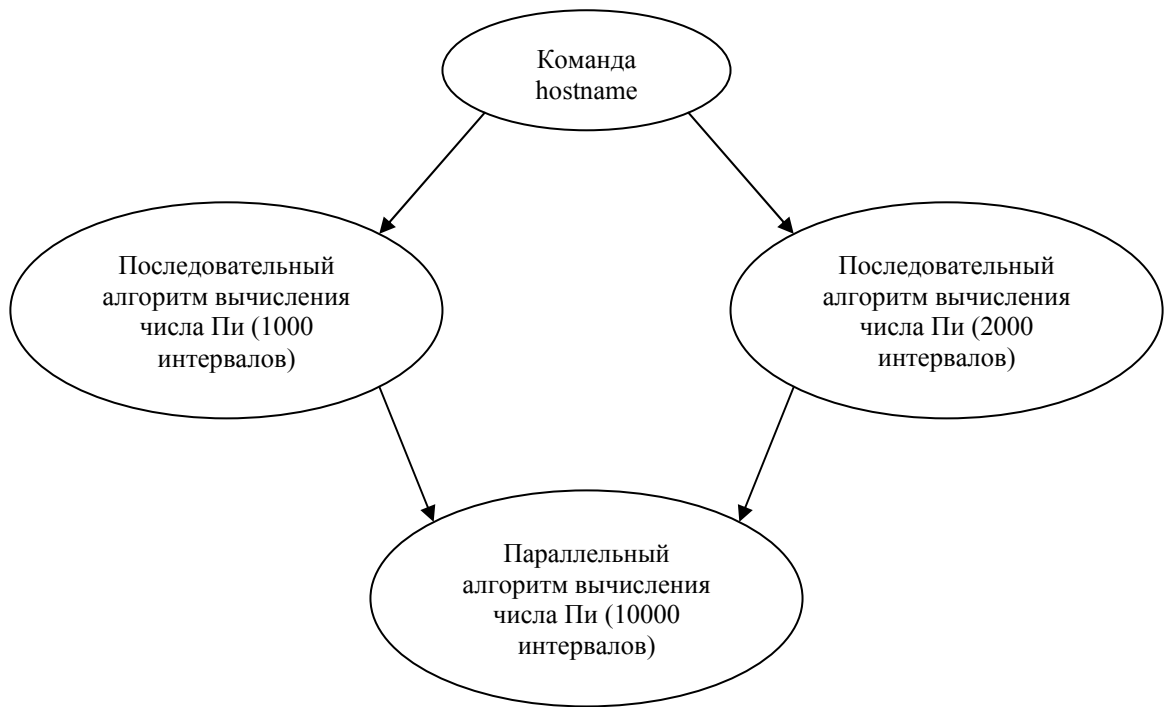 Команда
hostname
Последовательный
алгоритм вычисления
числа Пи (1000
интервалов)
Последовательный
алгоритм вычисления
числа Пи (2000
интервалов)
Параллельный
алгоритм вычисления
числа Пи (10000
интервалов)